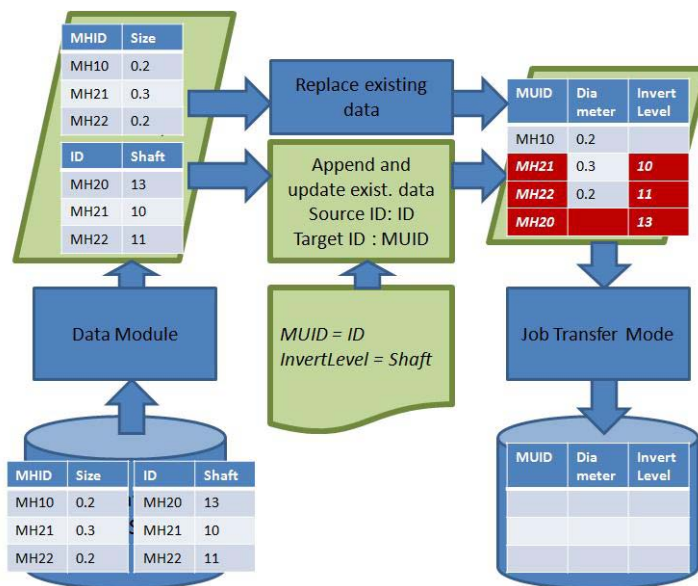 MHID Size
MH10 0.2
MH21 0.3
MH22 0.2
ID Shaft
MH20 13
MH21 10
MH22 11
Replace existing
data
Append and
update exist. data
Source ID: ID
Target ID : MUID
MUID Dia Invert
meter Level
MH10 0.2
MH21 0.3 10
MH22 0.2 11
MH20 13
Data Module
MUID = ID
InvertLevel = Shaft
Job Transfer Mode
MHID Size ID Shaft
MH10 0.2 MH20 13
MH21 0.3 MH21 10
MH22 0.2 MH22 11
MUID Dia Invert
meter Level